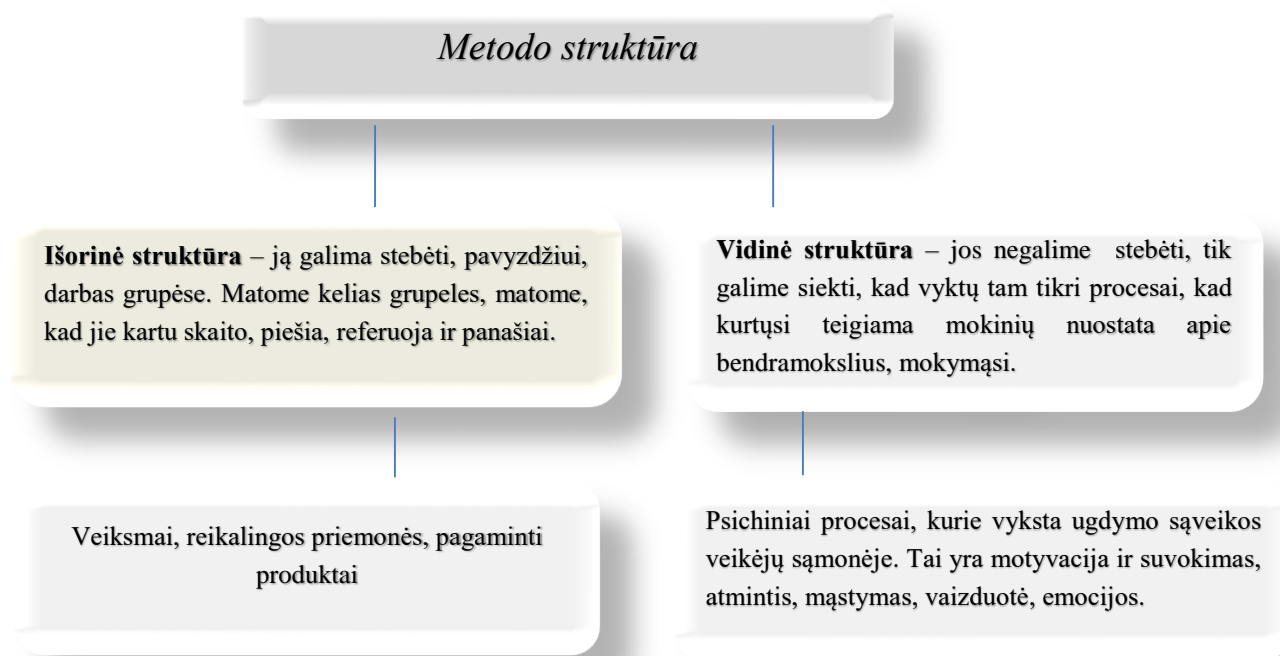 Metodo struktūra
Išorinė struktūra – ją galima stebėti, pavyzdžiui,
darbas grupėse. Matome kelias grupeles, matome,
kad jie kartu skaito, piešia, referuoja ir panašiai.
Vidinė struktūra – jos negalime stebėti, tik
galime siekti, kad vyktų tam tikri procesai, kad
kurtųsi teigiama mokinių nuostata apie
bendramokslius, mokymąsi.
Veiksmai, reikalingos priemonės, pagaminti
produktai
Psichiniai procesai, kurie vyksta ugdymo sąveikos
veikėjų sąmonėje. Tai yra motyvacija ir suvokimas,
atmintis, mąstymas, vaizduotė, emocijos.